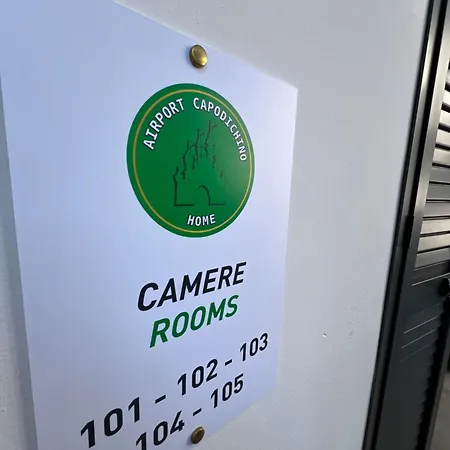 AIRPORT CAPODICHINO
HOME
CAMERE
ROOMS
101 - 102 - 103
104 - 105